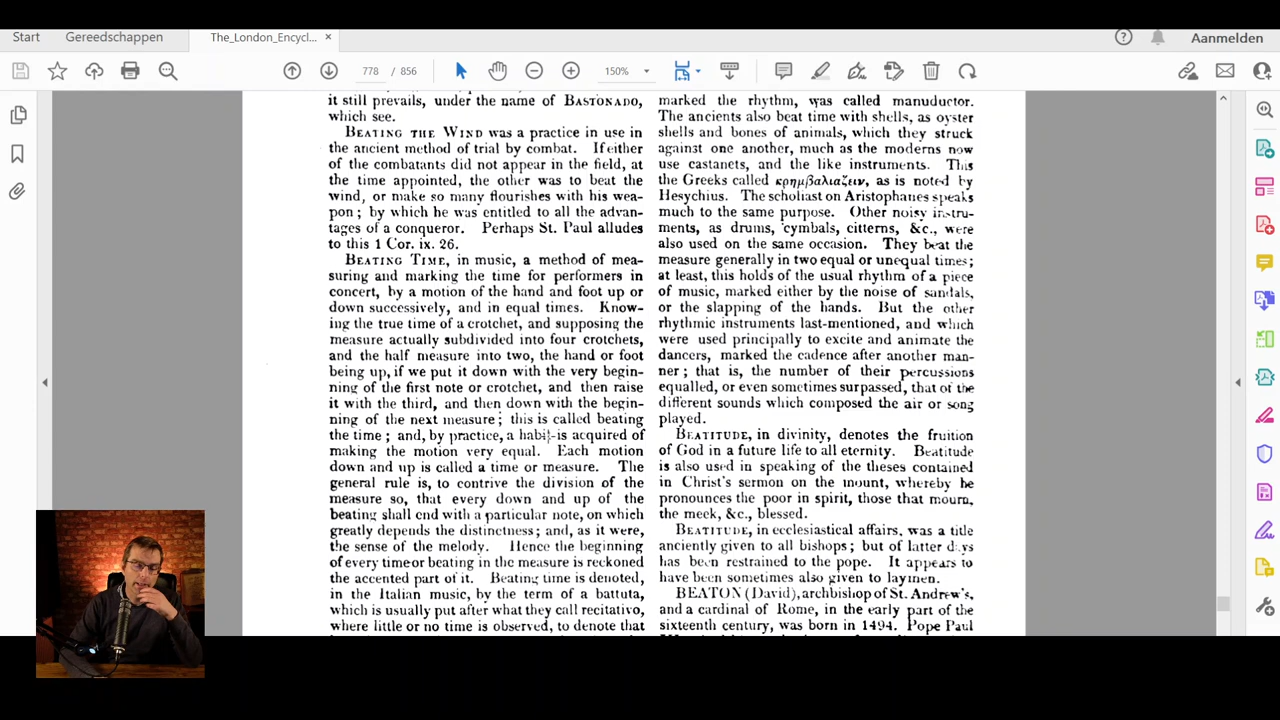 Start
Gereedschappen
The_London_Encycl...
Aanmelden
778 / 856
150%
it still prevails, under the name of BASTONADO,
which see.
BEATING THE WIND was a practice in use in
the ancient method of trial by combat. If either
of the combatants did not appear in the field, at
the time appointed, the other was to beat the
wind, or make so many flourishes with his wea-
pon; by which he was entitled to all the advan-
tages of a conqueror. Perhaps St. Paul alludes
to this 1 Cor. ix. 26.
BEATING TIME, in music, a method of mea-
suring and marking the time for performers in
concert, by a motion of the hand and foot up or
down successively, and in equal times. Know-
ing the true time of a crotchet, and supposing the
measure actually subdivided into four crotchets,
and the half measure into two, the hand or foot
being up, if we put it down with the very begin-
ning of the first note or crotchet, and then raise
it with the third, and then down with the begin-
ning of the next measure; this is called beating
the time; and, by practice, a habit is acquired of
making the motion very equal. Each motion
down and up is called a time or measure. The
general rule is, to contrive the division of the
measure so, that every down and up of the
beating shall end with a particular note, on which
greatly depends the distinctness; and, as it were,
the sense of the melody. Hence the beginning
of every time or beating in the measure is reckoned
the accented part of it. Beating time is denoted,
in the Italian music, by the term of a battuta,
which is usually put after what they call recitativo,
where little or no time is observed, to denote that
marked the rhythm, was called manuductor.
The ancients also beat time with shells, as oyster
shells and bones of animals, which they struck
against one another, much as the moderns now
use castanets, and the like instruments. This
the Greeks called κρημβαλιαζειν, as is noted by
Hesychius. The scholiast on Aristophanes speaks
much to the same purpose. Other noisy instru-
ments, as drums, cymbals, citterns, &c., were
also used on the same occasion. They beat the
measure generally in two equal or unequal times;
at least, this holds of the usual rhythm of a piece
of music, marked either by the noise of sandals,
or the slapping of the hands. But the other
rhythmic instruments last-mentioned, and which
were used principally to excite and animate the
dancers, marked the cadence after another man-
ner; that is, the number of their percussions
equalled, or even sometimes surpassed, that of the
different sounds which composed the air or song
played.
BEATITUDE, in divinity, denotes the fruition
of God in a future life to all eternity. Beatitude
is also used in speaking of the theses contained
in Christ's sermon on the mount, whereby he
pronounces the poor in spirit, those that mourn,
the meek, &c., blessed.
BEATITUDE, in ecclesiastical affairs, was a title
anciently given to all bishops; but of latter days
has been restrained to the pope. It appears to
have been sometimes also given to laymen.
BEATON (David), archbishop of St. Andrew's,
and a cardinal of Rome, in the early part of the
sixteenth century, was born in 1494. Pope Paul